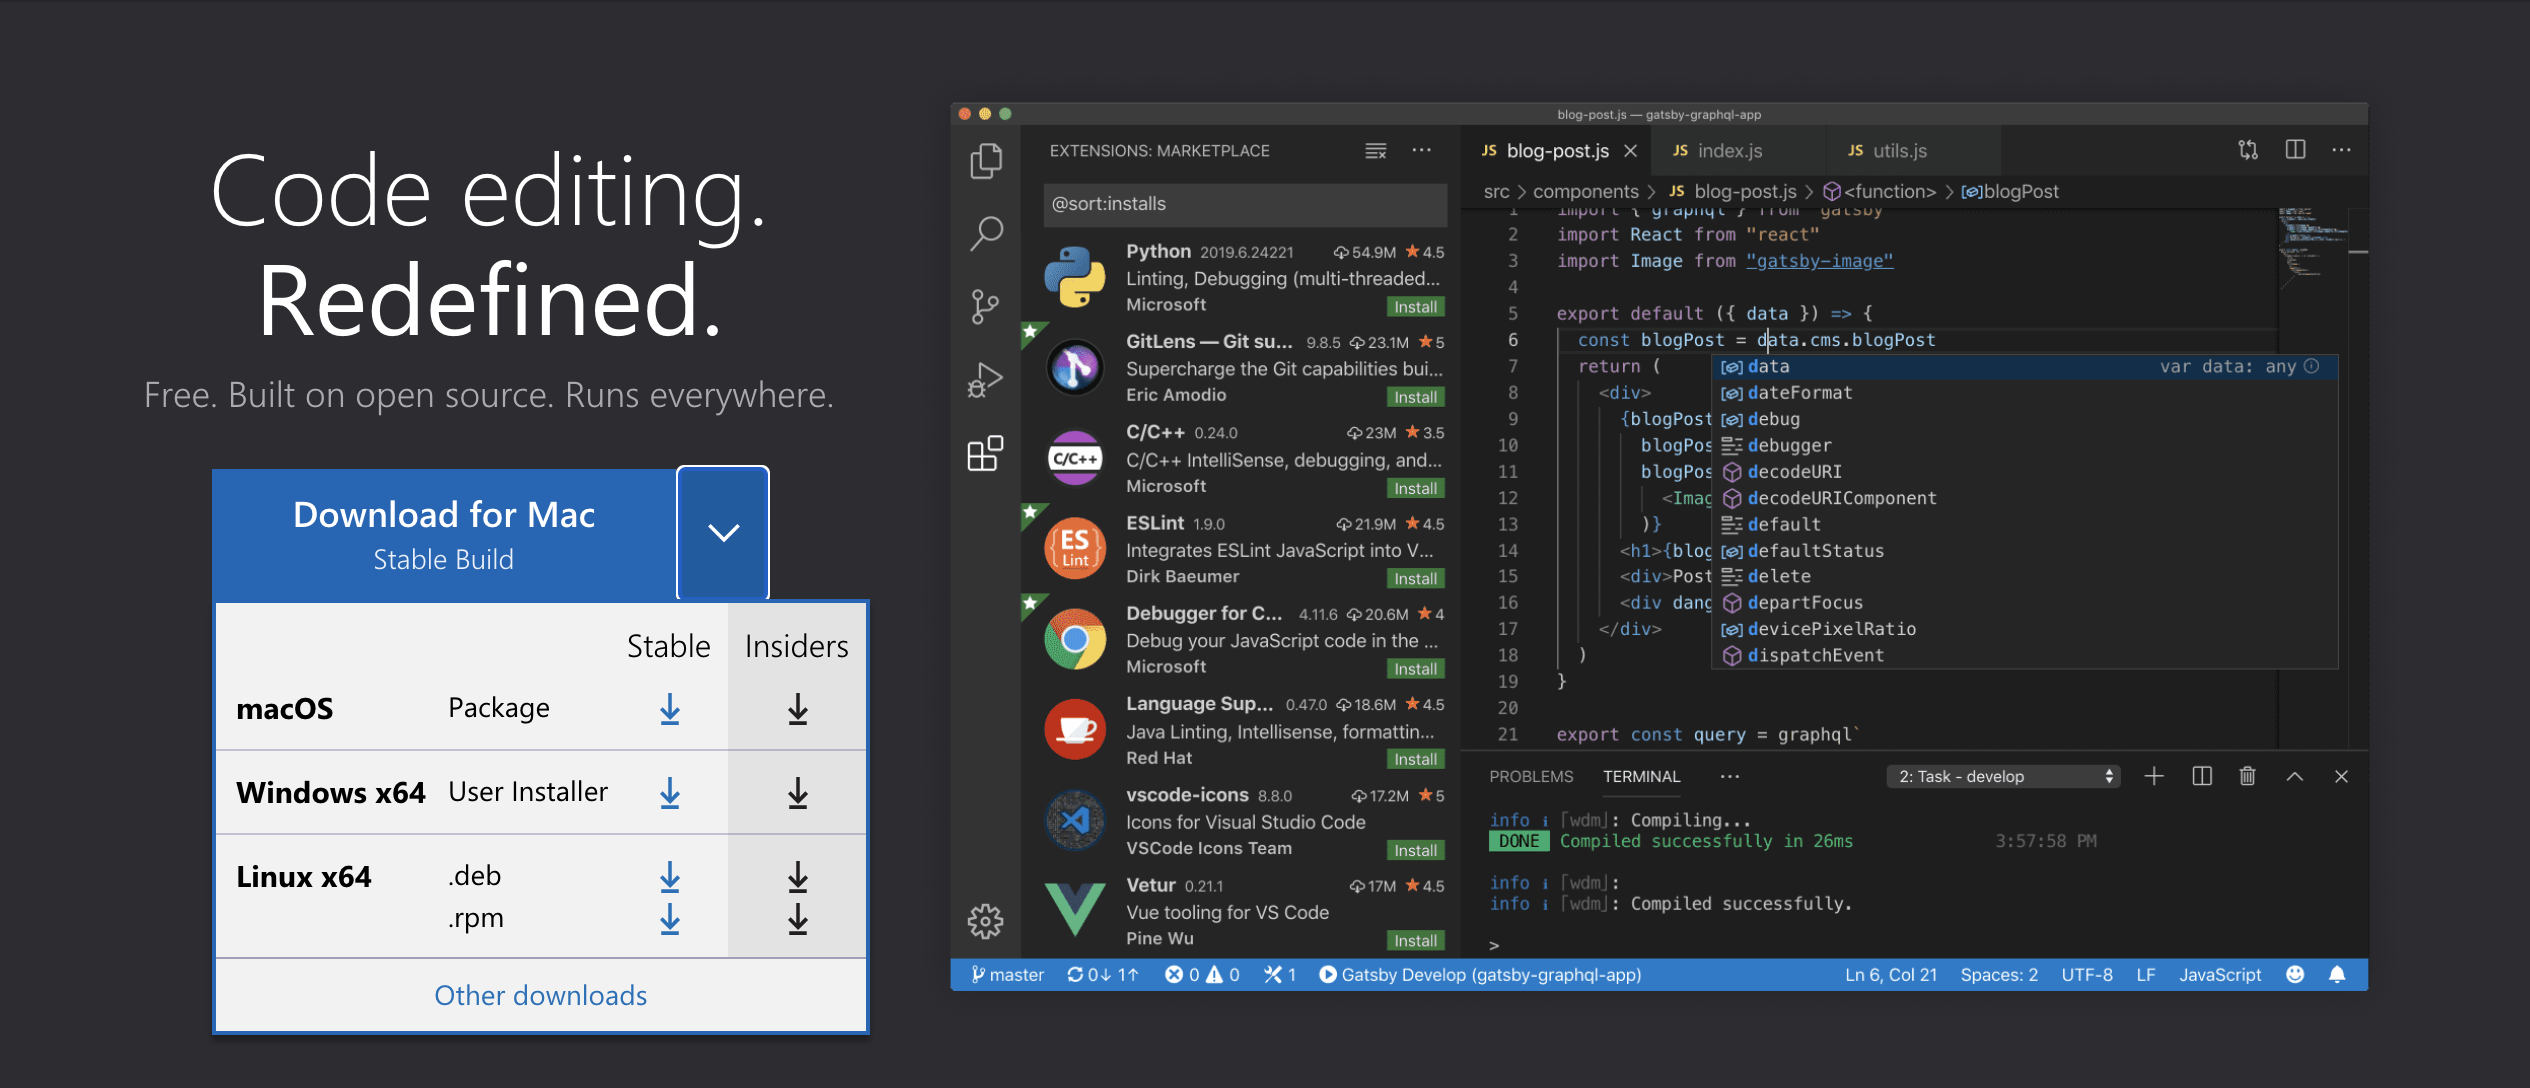 Code editing.
Redefined.
Free. Built on open source. Runs everywhere.
Download for Mac
Stable Build
Stable Insiders
macOS Package
Windows x64 User Installer
Linux x64 .deb
.rpm
Other downloads
blog-post.js — gatsby-graphql-app
EXTENSIONS: MARKETPLACE
@sort:installs
Python 2019.6.24221 54.9M 4.5
Linting, Debugging (multi-threaded...
Microsoft Install
GitLens — Git su... 9.8.5 23.1M 5
Supercharge the Git capabilities bui...
Eric Amodio Install
C/C++
C/C++ 0.24.0 23M 3.5
C/C++ IntelliSense, debugging, and...
Microsoft Install
ES
Lint
ESLint 1.9.0 21.9M 4.5
Integrates ESLint JavaScript into V...
Dirk Baeumer Install
Debugger for C... 4.11.6 20.6M 4
Debug your JavaScript code in the ...
Microsoft Install
Language Sup... 0.47.0 18.6M 4.5
Java Linting, Intellisense, formattin...
Red Hat Install
vscode-icons 8.8.0 17.2M 5
Icons for Visual Studio Code
VSCode Icons Team Install
Vetur 0.21.1 17M 4.5
Vue tooling for VS Code
Pine Wu Install
JS blog-post.js JS index.js JS utils.js
src > components > JS blog-post.js > <function> > blogPost
1 import { graphql } from "gatsby"
2 import React from "react"
3 import Image from "gatsby-image"
4
5 export default ({ data }) => {
6 const blogPost = data.cms.blogPost
7 return (
8 <div>
9 {blogPost
10 blogPos
11 blogPos
12 <Imag
13 )}
14 <h1>{blog
15 <div>Post
16 <div dang
17 </div>
18 )
19 }
20
21 export const query = graphql`
data var data: any
dateFormat
debug
debugger
decodeURI
decodeURIComponent
default
defaultStatus
delete
departFocus
devicePixelRatio
dispatchEvent
PROBLEMS TERMINAL ... 2: Task - develop
info i ｢wdm｣: Compiling...
DONE Compiled successfully in 26ms 3:57:58 PM
info i ｢wdm｣:
info i ｢wdm｣: Compiled successfully.
>
master 0↓ 1↑ 0 0 1 Gatsby Develop (gatsby-graphql-app) Ln 6, Col 21 Spaces: 2 UTF-8 LF JavaScript